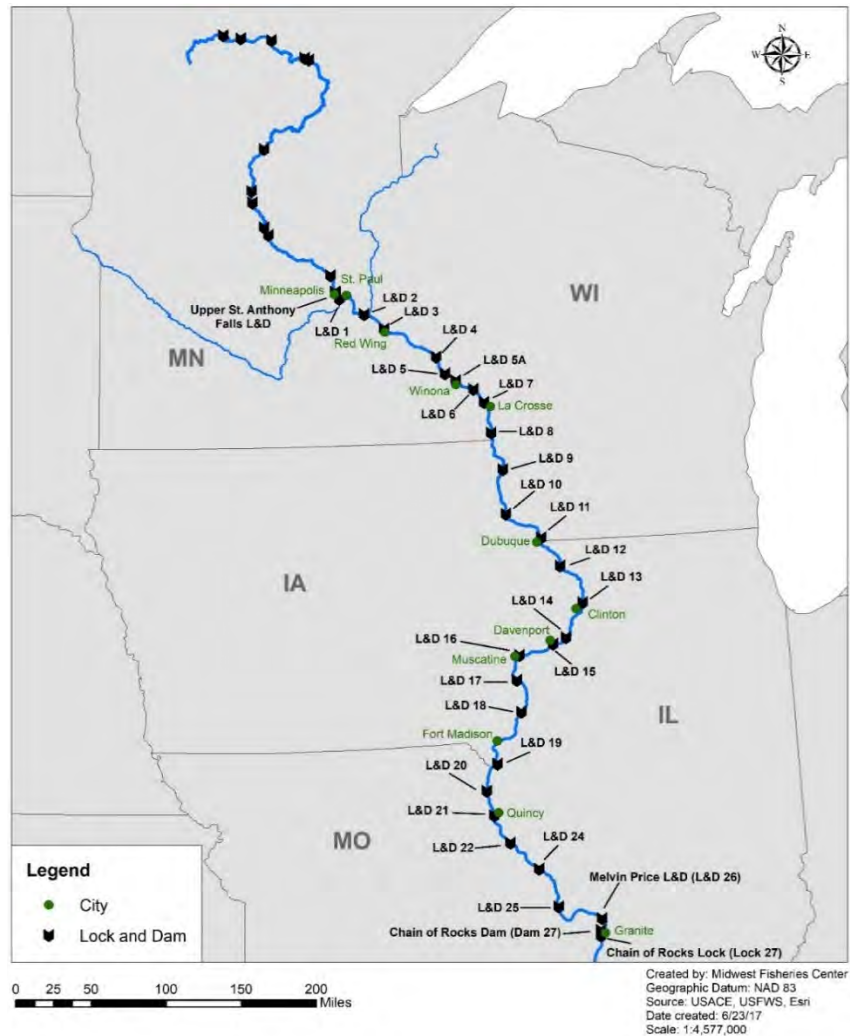 N
W
E
S
St. Paul
Minneapolis
L&D 2
Upper St. Anthony
Falls L&D
L&D 3
L&D 1
WI
Red Wing
L&D 4
MN
L&D 5
L&D 5A
Winona
L&D 7
L&D 6
La Crosse
L&D 8
L&D 9
L&D 10
L&D 11
Dubuque
L&D 12
IA
L&D 13
L&D 14
Clinton
Davenport
L&D 16
Muscatine
L&D 15
L&D 17
L&D 18
IL
Fort Madison
L&D 19
L&D 20
L&D 21
Quincy
MO
L&D 22
L&D 24
Legend
City
Lock and Dam
Melvin Price L&D (L&D 26)
L&D 25
Chain of Rocks Dam (Dam 27)
Granite
Chain of Rocks Lock (Lock 27)
0 25 50 100 150 200
Miles
Created by: Midwest Fisheries Center
Geographic Datum: NAD 83
Source: USACE, USFWS, Esri
Date created: 6/23/17
Scale: 1:4,577,000